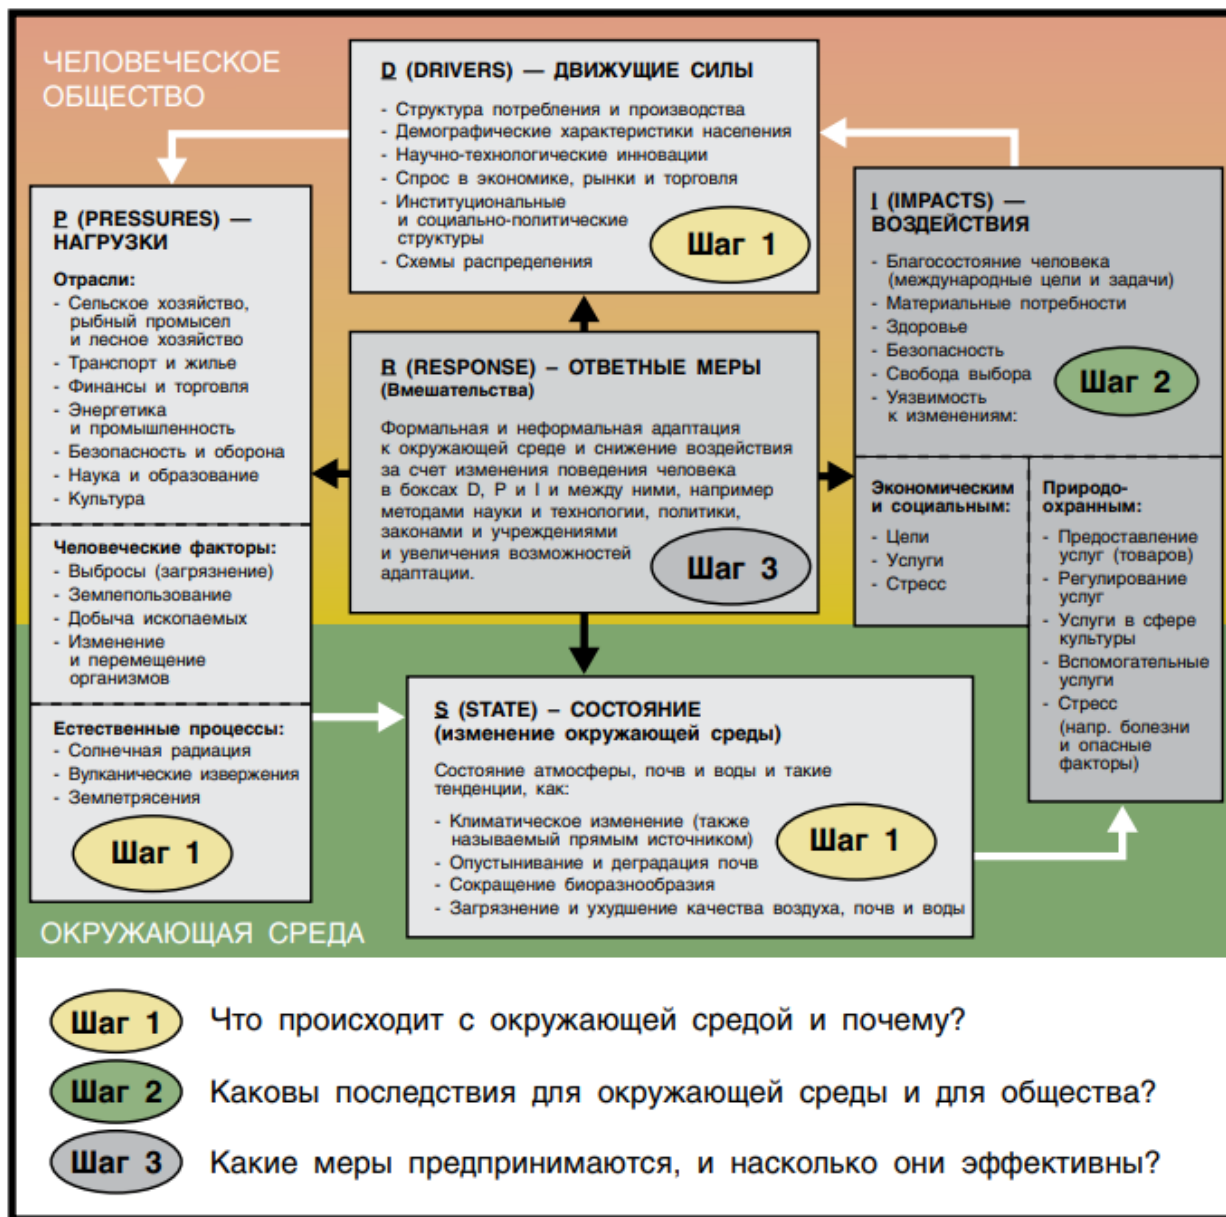 ЧЕЛОВЕЧЕСКОЕ
ОБЩЕСТВО
D (DRIVERS) — ДВИЖУЩИЕ СИЛЫ
- Структура потребления и производства
- Демографические характеристики населения
- Научно-технологические инновации
- Спрос в экономике, рынки и торговля
- Институциональные
и социально-политические
структуры
- Схемы распределения
Шаг 1
P (PRESSURES) —
НАГРУЗКИ
Отрасли:
- Сельское хозяйство,
рыбный промысел
и лесное хозяйство
- Транспорт и жилье
- Финансы и торговля
- Энергетика
и промышленность
- Безопасность и оборона
- Наука и образование
- Культура
Человеческие факторы:
- Выбросы (загрязнение)
- Землепользование
- Добыча ископаемых
- Изменение
и перемещение
организмов
Естественные процессы:
- Солнечная радиация
- Вулканические извержения
- Землетрясения
Шаг 1
R (RESPONSE) – ОТВЕТНЫЕ МЕРЫ
(Вмешательства)
Формальная и неформальная адаптация
к окружающей среде и снижение воздействия
за счет изменения поведения человека
в боксах D, P и I и между ними, например
методами науки и технологии, политики,
законами и учреждениями
и увеличения возможностей
адаптации.
Шаг 3
I (IMPACTS) —
ВОЗДЕЙСТВИЯ
- Благосостояние человека
(международные цели и задачи)
- Материальные потребности
- Здоровье
- Безопасность
- Свобода выбора
- Уязвимость
к изменениям:
Шаг 2
Экономическим
и социальным:
- Цели
- Услуги
- Стресс
Природо-
охранным:
- Предоставление
услуг (товаров)
- Регулирование
услуг
- Услуги в сфере
культуры
- Вспомогательные
услуги
- Стресс
(напр. болезни
и опасные
факторы)
S (STATE) – СОСТОЯНИЕ
(изменение окружающей среды)
Состояние атмосферы, почв и воды и такие
тенденции, как:
- Климатическое изменение (также
называемый прямым источником)
- Опустынивание и деградация почв
- Сокращение биоразнообразия
- Загрязнение и ухудшение качества воздуха, почв и воды
Шаг 1
ОКРУЖАЮЩАЯ СРЕДА
Шаг 1 Что происходит с окружающей средой и почему?
Шаг 2 Каковы последствия для окружающей среды и для общества?
Шаг 3 Какие меры предпринимаются, и насколько они эффективны?